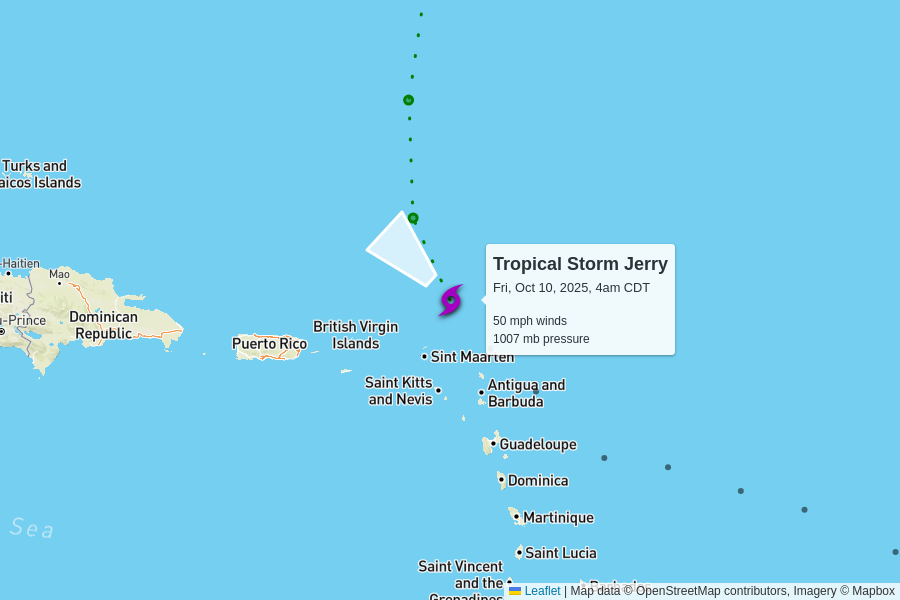 Turks and
aicos Islands
-Haitien
Mao
iti
u-Prince
Dominican
Republic
Puerto Rico
British Virgin
Islands
Tropical Storm Jerry
Fri, Oct 10, 2025, 4am CDT
50 mph winds
1007 mb pressure
Sint Maarten
Saint Kitts
and Nevis
Antigua and
Barbuda
Guadeloupe
Dominica
Martinique
Sea
Saint Lucia
Saint Vincent
and the
Grenadines
Barbados
Leaflet | Map data © OpenStreetMap contributors, Imagery © Mapbox